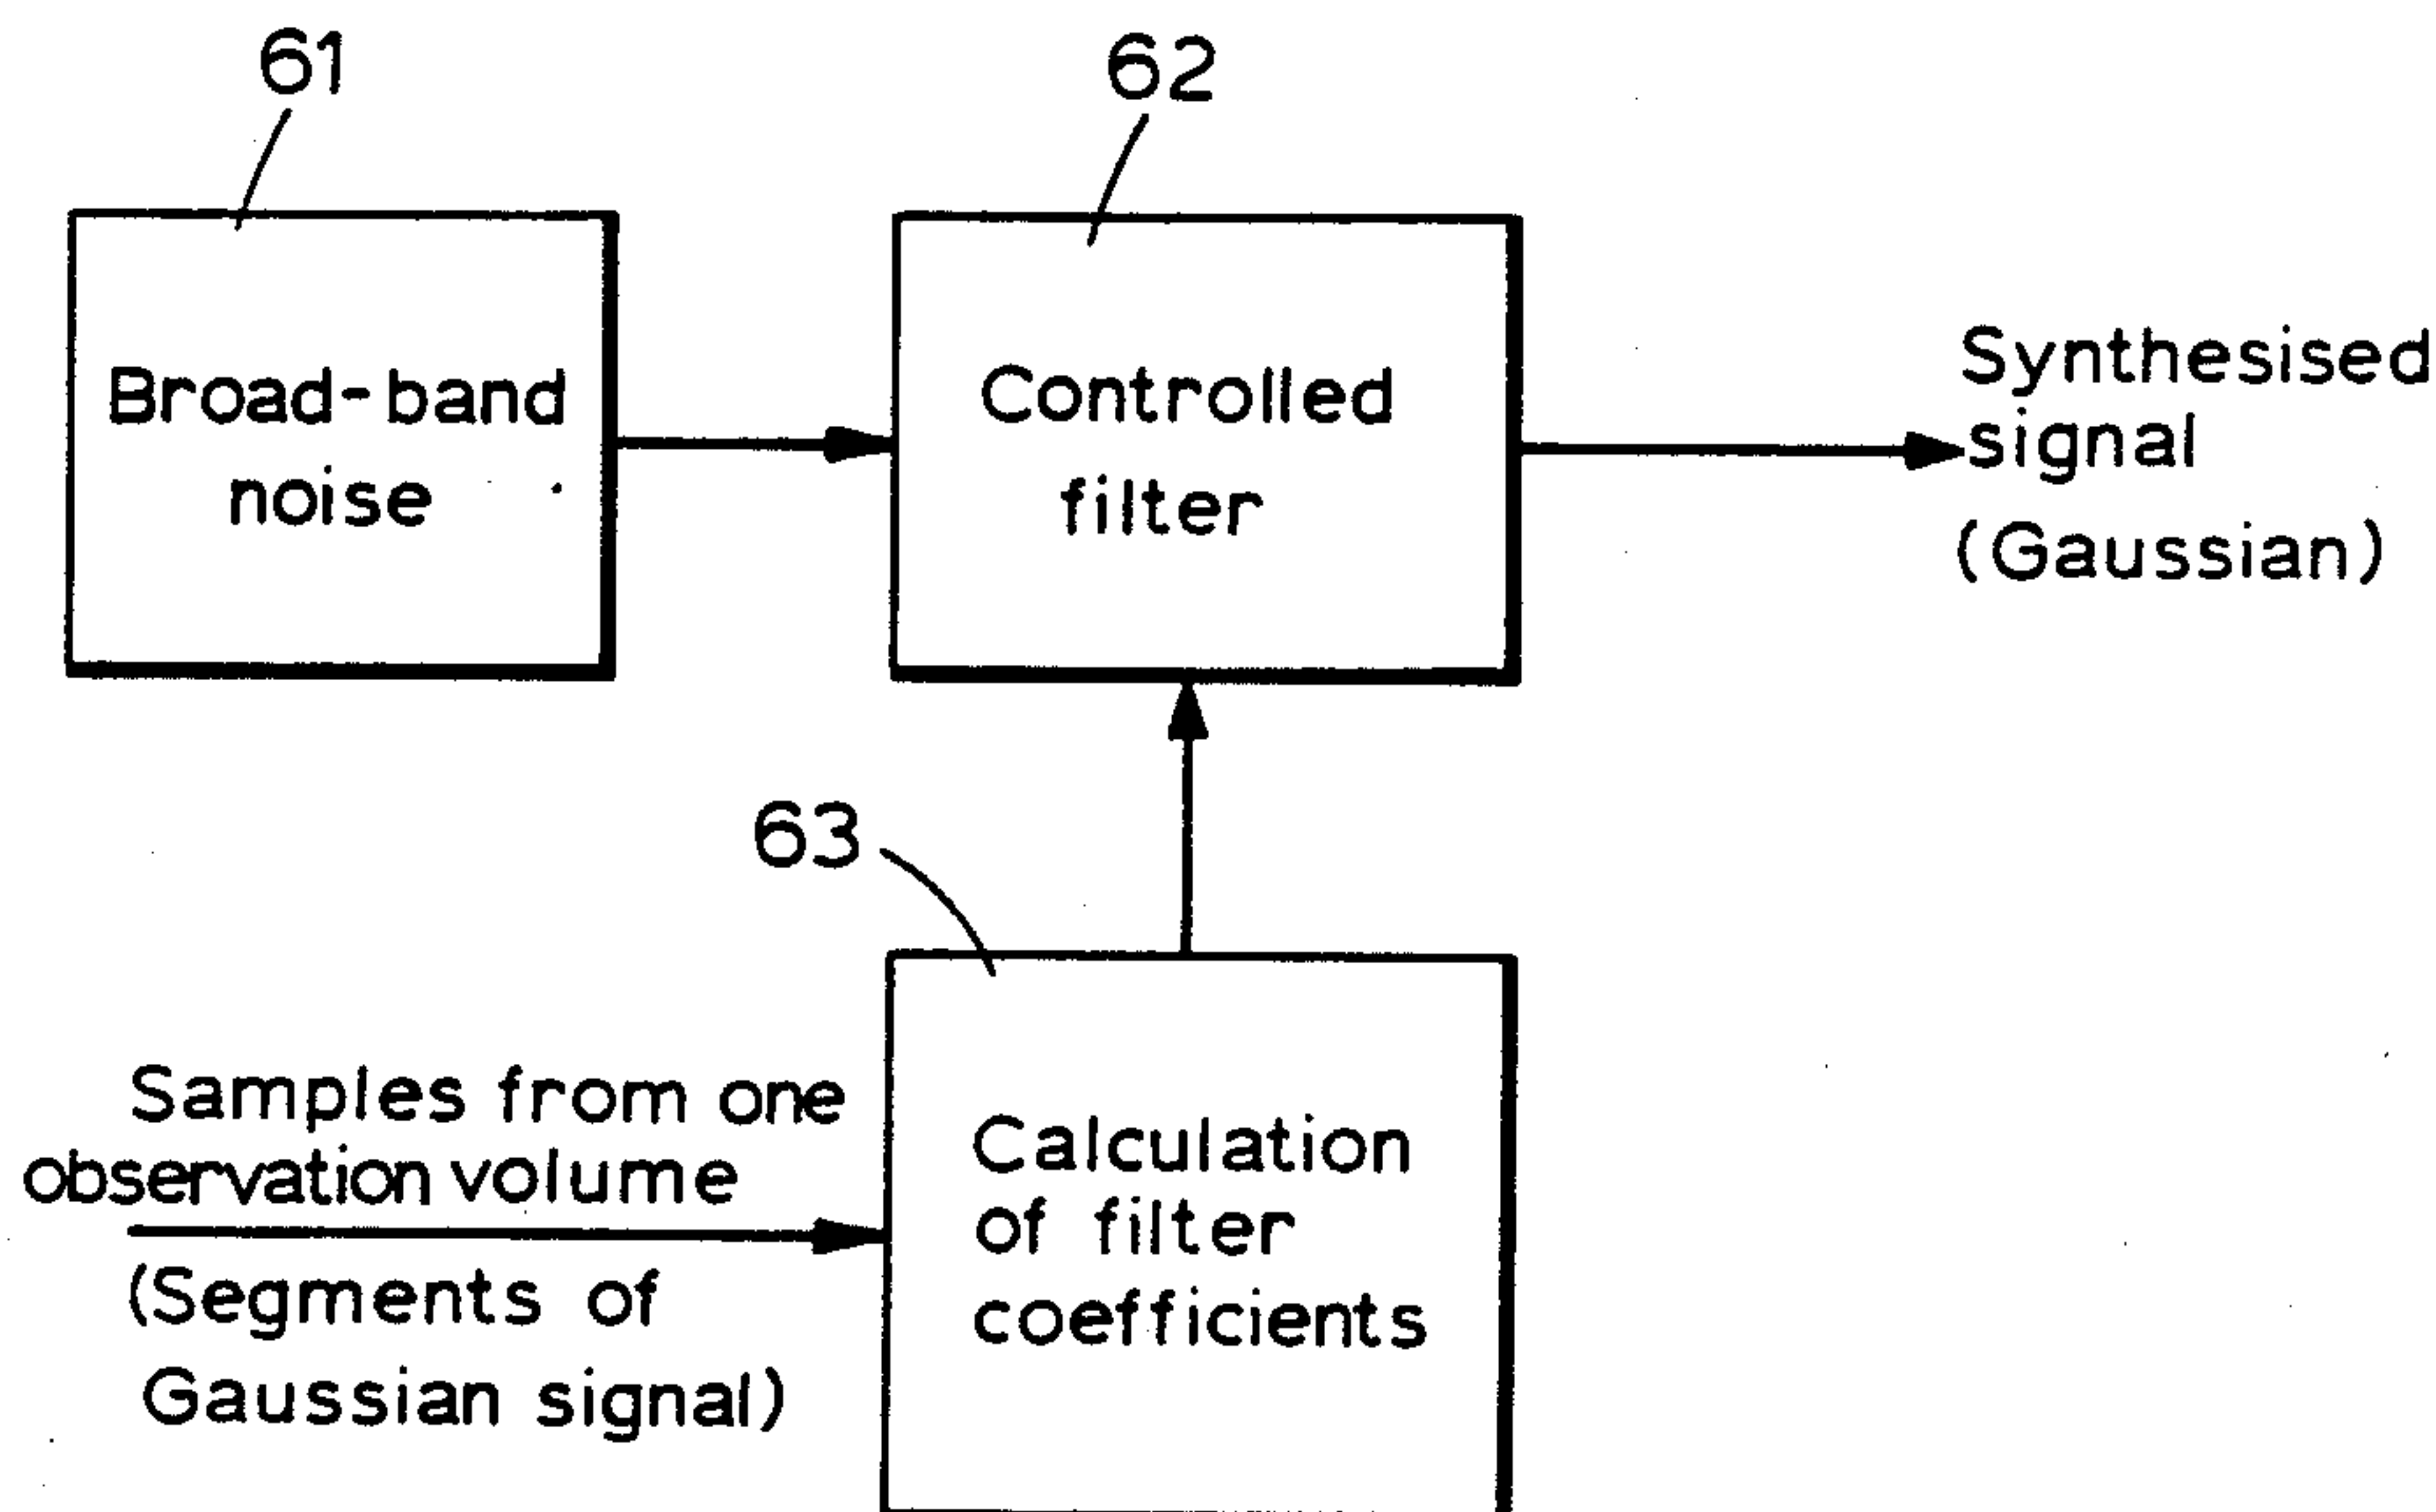 61
62
Broad-band
noise
Controlled
filter
Synthesised
signal
(Gaussian)
63
Samples from one
observation volume
(Segments of
Gaussian signal)
Calculation
of filter
coefficients